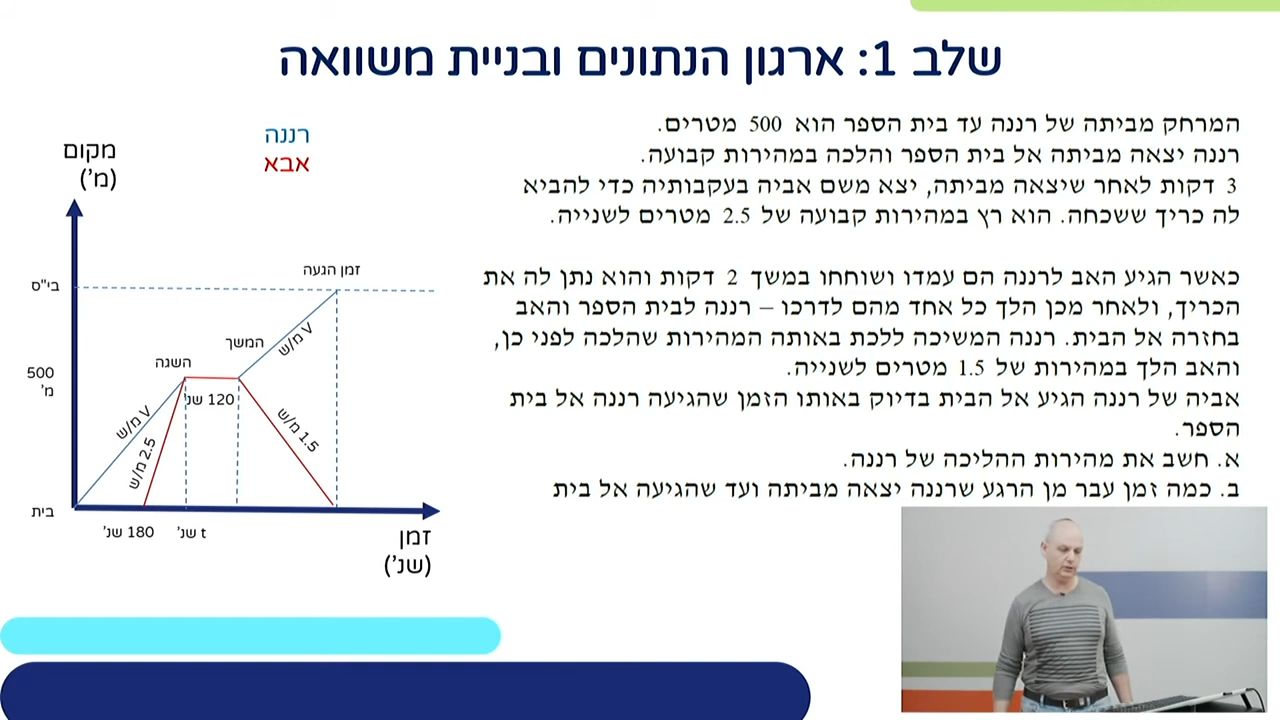 שלב 1: ארגון הנתונים ובניית משוואה
המרחק מביתה של רננה עד בית הספר הוא 500 מטרים.
רננה יצאה מביתה אל בית הספר והלכה במהירות קבועה.
3 דקות לאחר שיצאה מביתה, יצא משם אביה בעקבותיה כדי להביא
לה כריך ששכחה. הוא רץ במהירות קבועה של 2.5 מטרים לשנייה.
כאשר הגיע האב לרננה הם עמדו ושוחחו במשך 2 דקות והוא נתן לה את
הכריך, ולאחר מכן הלך כל אחד מהם לדרכו – רננה לבית הספר והאב
בחזרה אל הבית. רננה המשיכה ללכת באותה המהירות שהלכה לפני כן,
והאב הלך במהירות של 1.5 מטרים לשנייה.
אביה של רננה הגיע אל הבית בדיוק באותו הזמן שהגיעה רננה אל בית
הספר.
א. חשב את מהירות ההליכה של רננה.
ב. כמה זמן עבר מן הרגע שרננה יצאה מביתה ועד שהגיעה אל בית
רננה
אבא
מקום
(מ')
זמן הגעה
בי"ס
המשך
V מ/ש
השגה
500
מ'
120 שנ'
V מ/ש
2.5 מ/ש
1.5 מ/ש
בית
180 שנ'
t שנ'
זמן
(שנ')